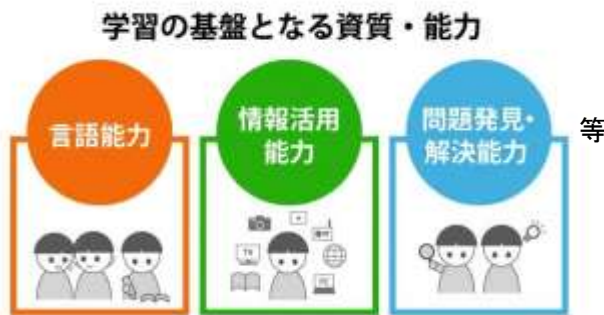 学習の基盤となる資質・能力
言語能力
情報活用
能力
問題発見・
解決能力
等